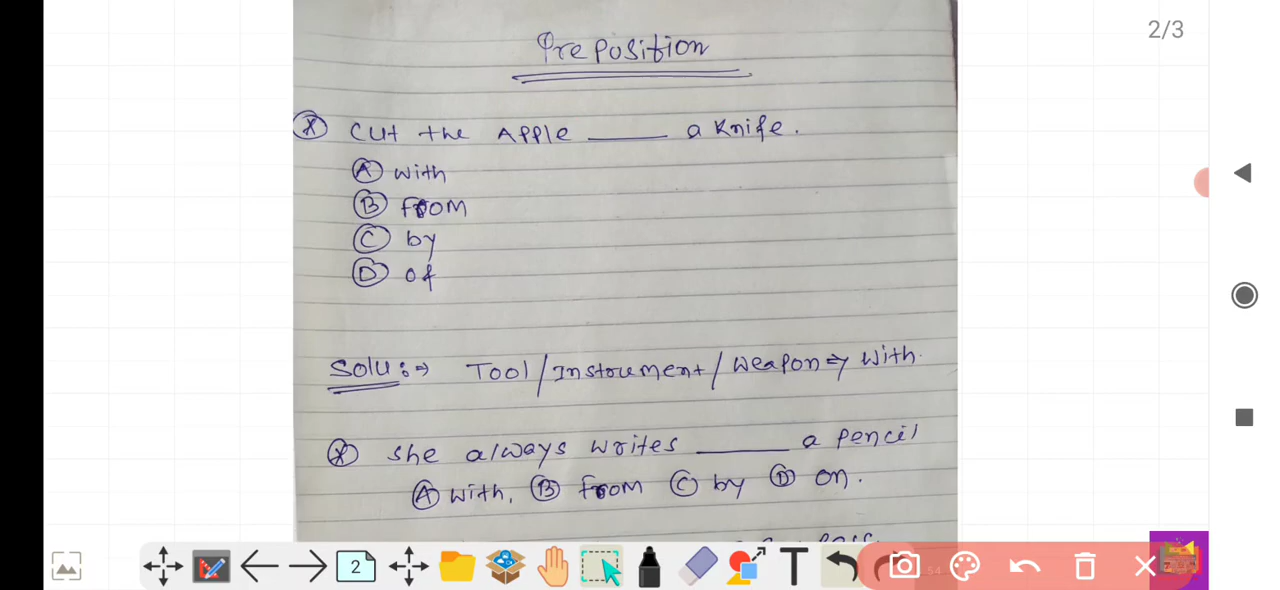 2/3
Preposition
Cut the Apple ______ a Knife.
(A) with
(B) From
(C) by
(D) of
Solu:⇒ Tool/Instrument/Weapon ⇒ with.
She always writes ______ a pencil
(A) with, (B) from (C) by (D) on.
2 T